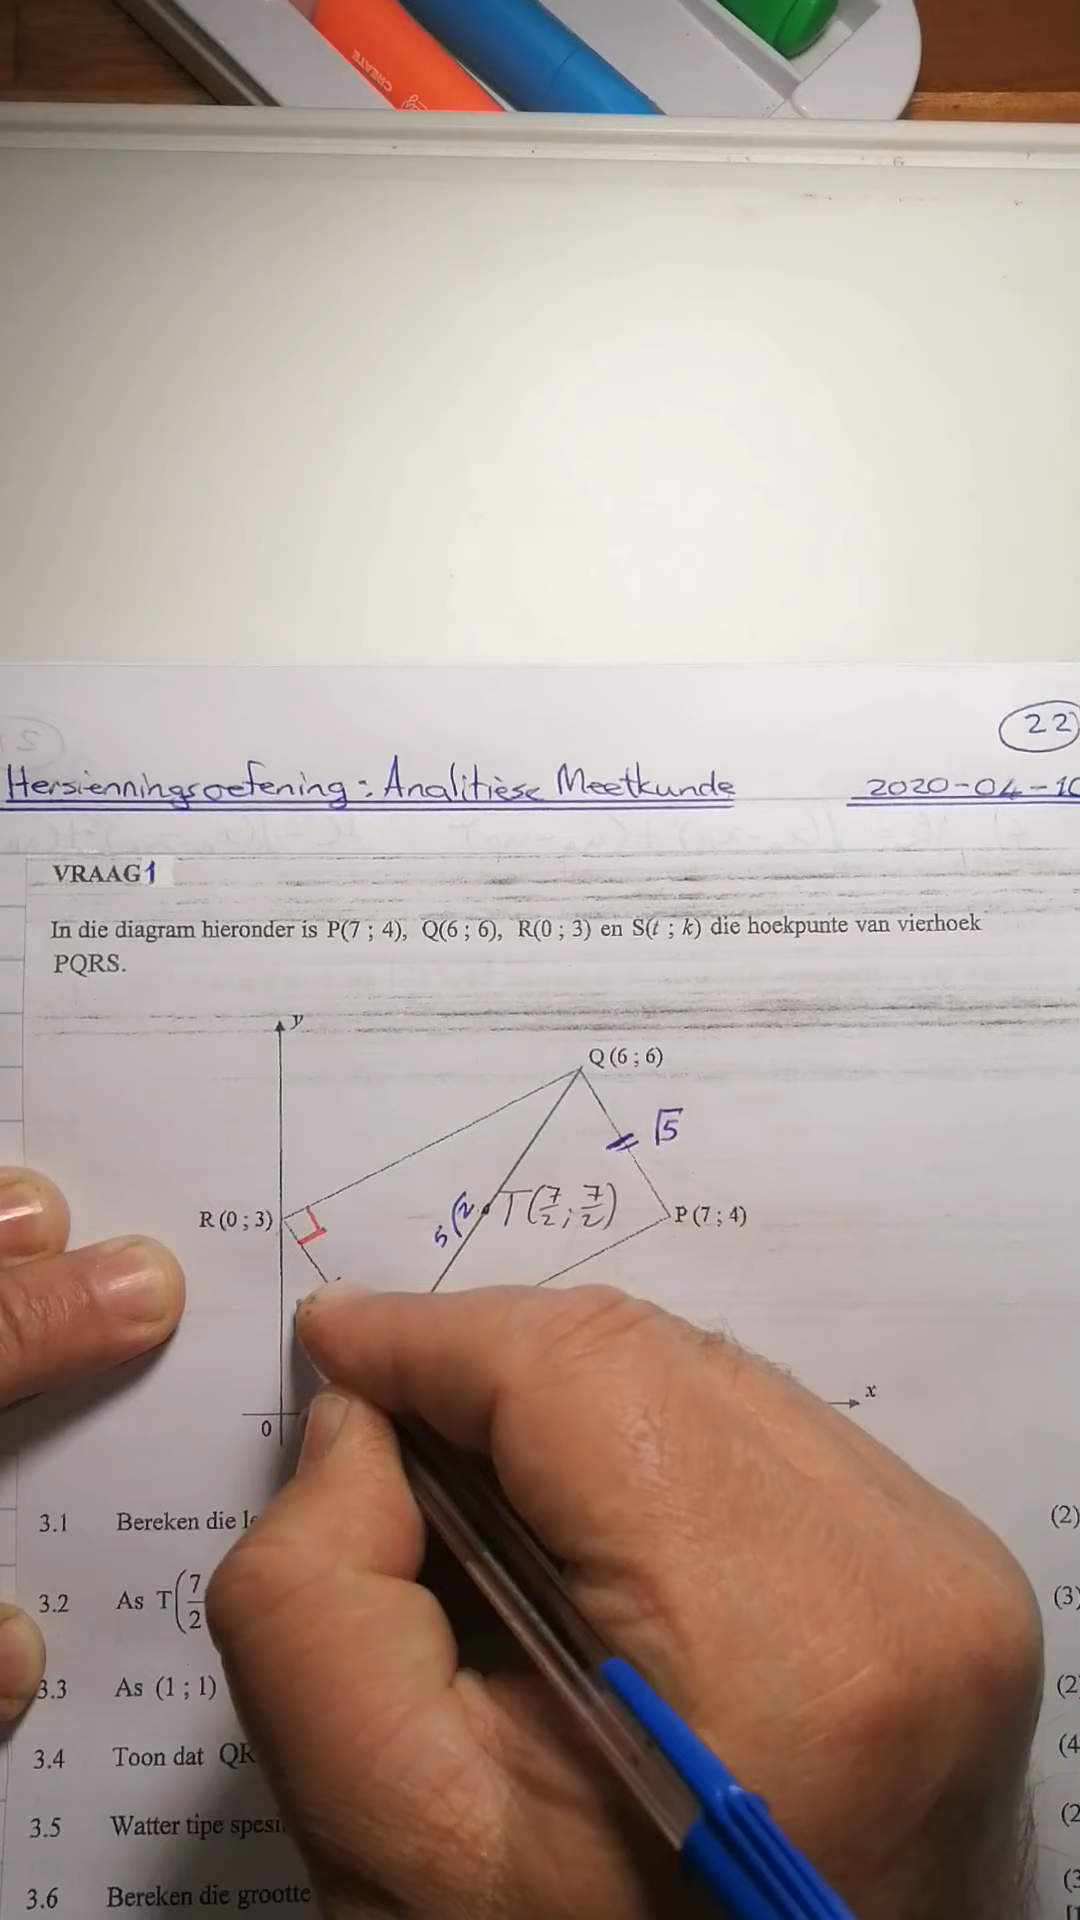 CREATE
22
Hersienningsoefening : Analitiese Meetkunde 2020-04-10
VRAAG 1
In die diagram hieronder is P(7 ; 4), Q(6 ; 6), R(0 ; 3) en S(t ; k) die hoekpunte van vierhoek
PQRS.
y
Q (6 ; 6)
√5
R (0 ; 3)
5√2
T(7/2 ; 7/2)
P (7 ; 4)
x
0
3.1 Bereken die (2)
3.2 As T(7/2 (3)
3.3 As (1 ; 1) (2
3.4 Toon dat QR (4
3.5 Watter tipe (2
3.6 Bereken die grootte (3